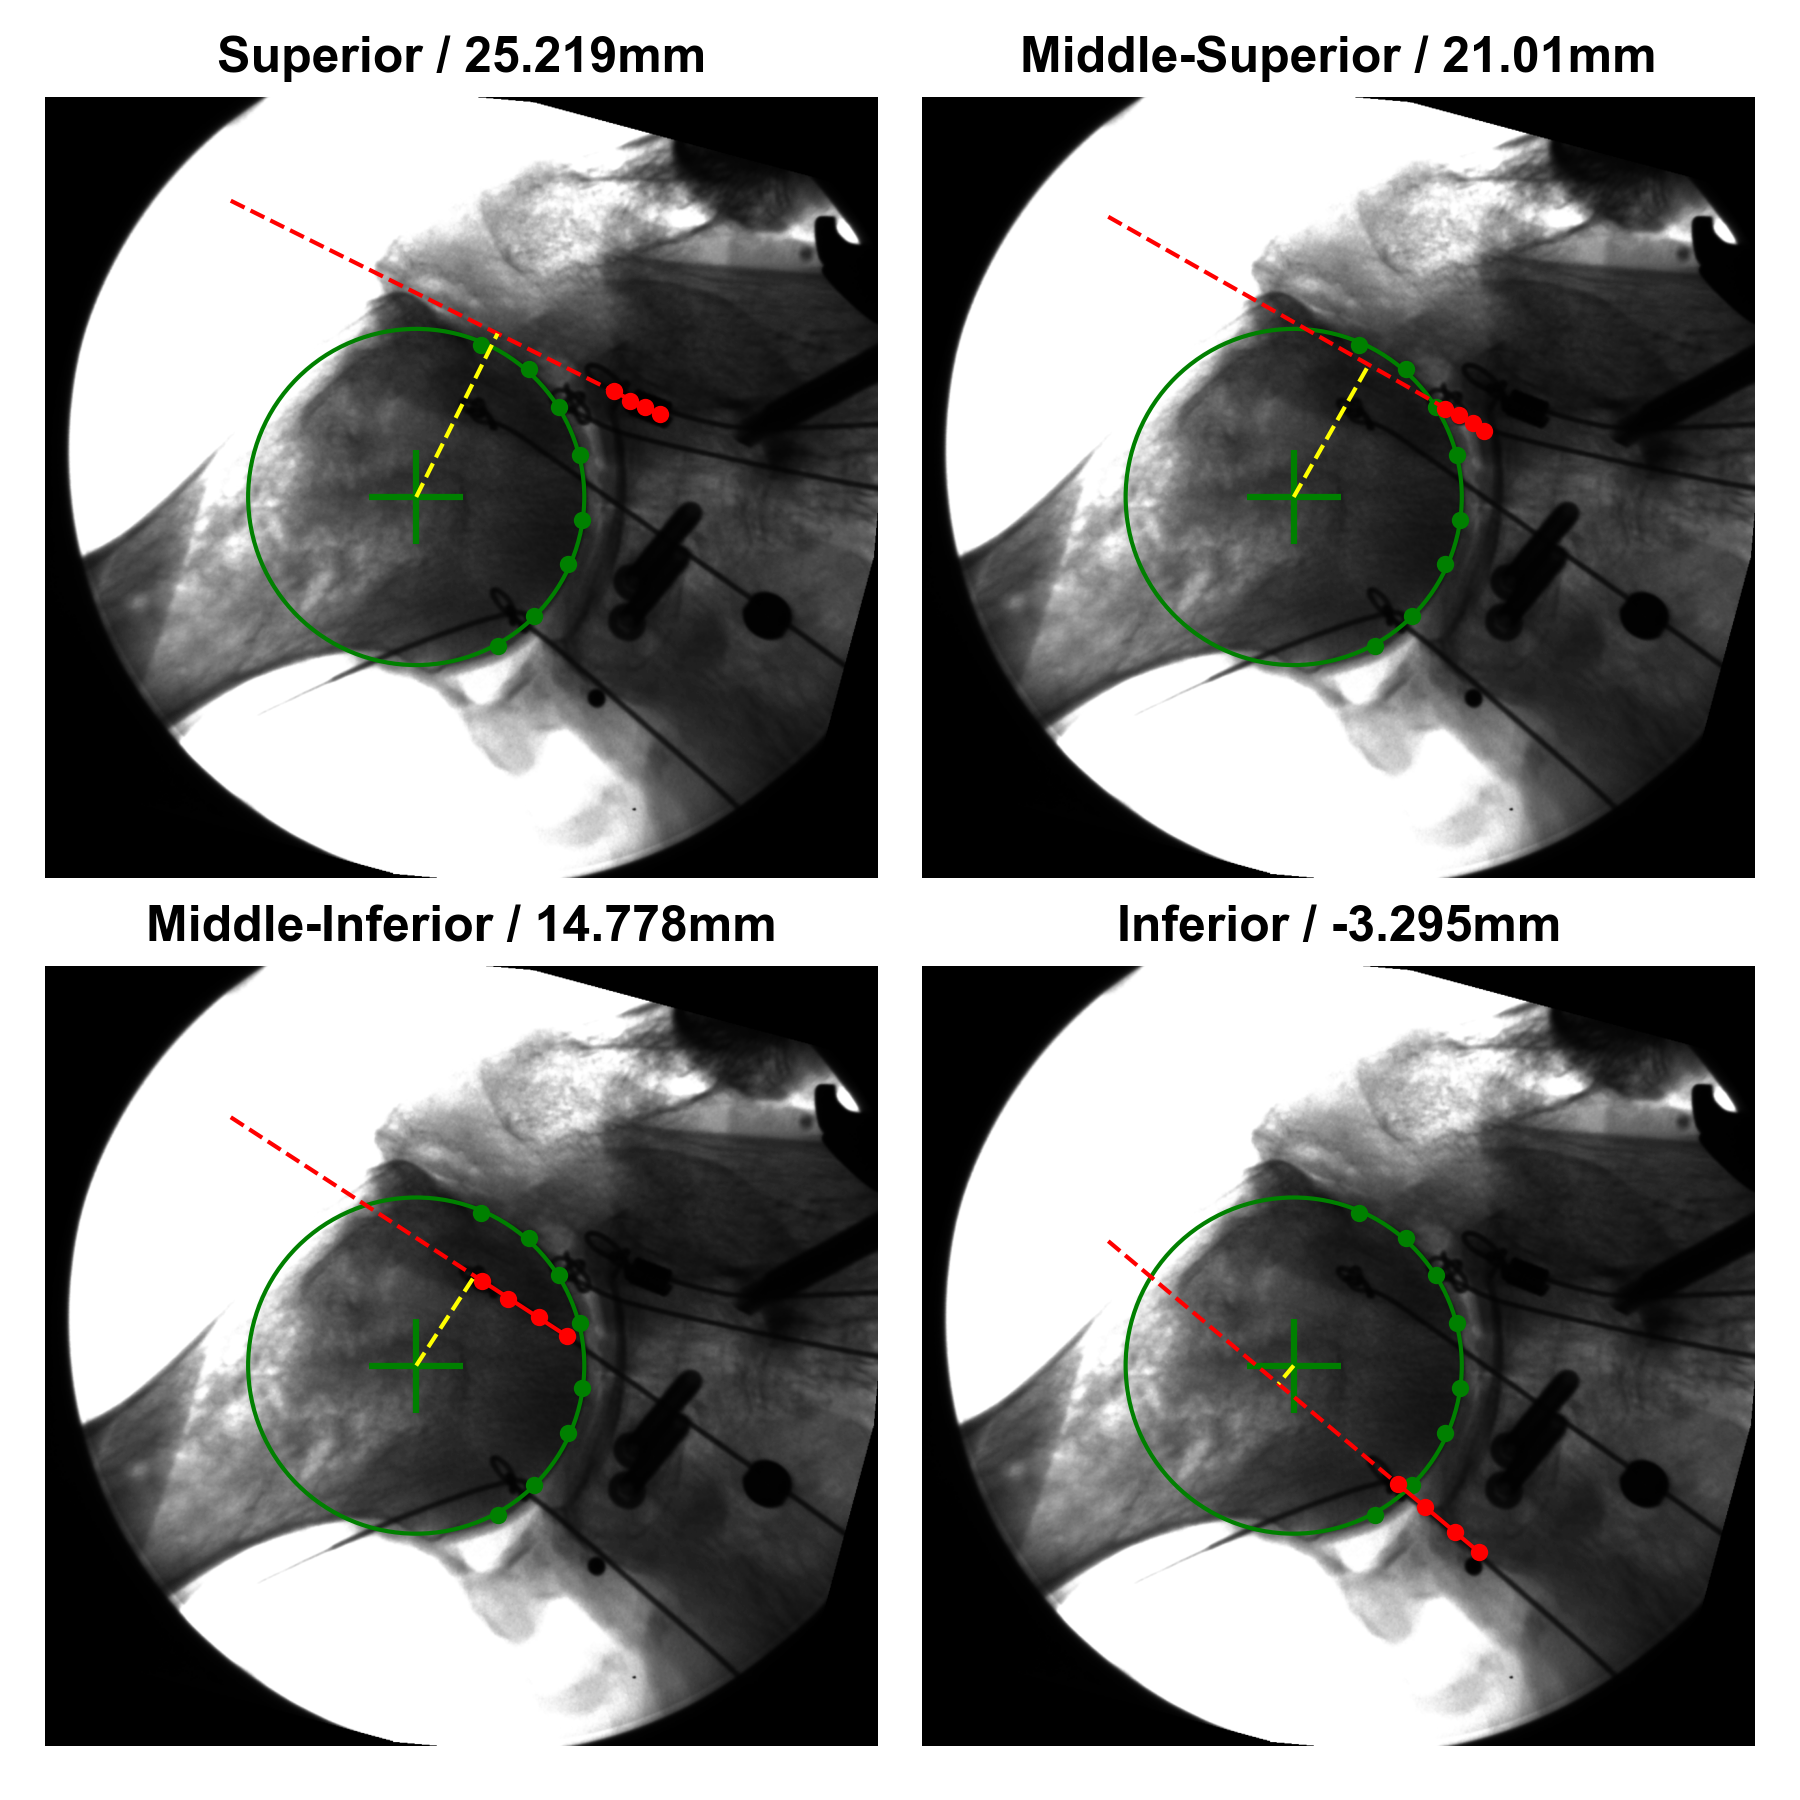 Superior / 25.219mm
Middle-Superior / 21.01mm
Middle-Inferior / 14.778mm
Inferior / -3.295mm